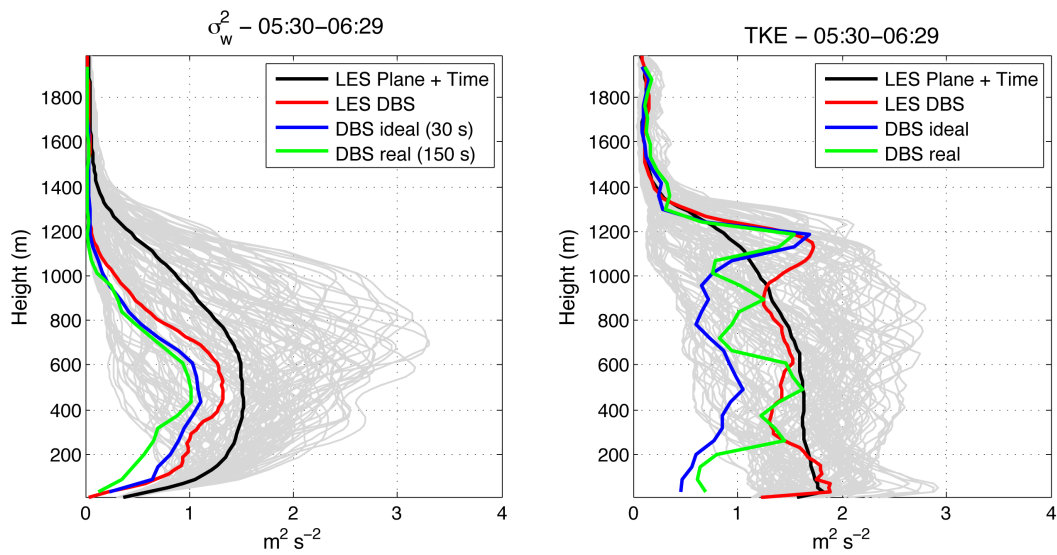 σ_w^2 – 05:30–06:29
LES Plane + Time
LES DBS
DBS ideal (30 s)
DBS real (150 s)
1800
1600
1400
1200
1000
800
600
400
200
Height (m)
0 1 2 3 4
m² s⁻²
TKE – 05:30–06:29
LES Plane + Time
LES DBS
DBS ideal
DBS real
1800
1600
1400
1200
1000
800
600
400
200
Height (m)
0 1 2 3 4
m² s⁻²